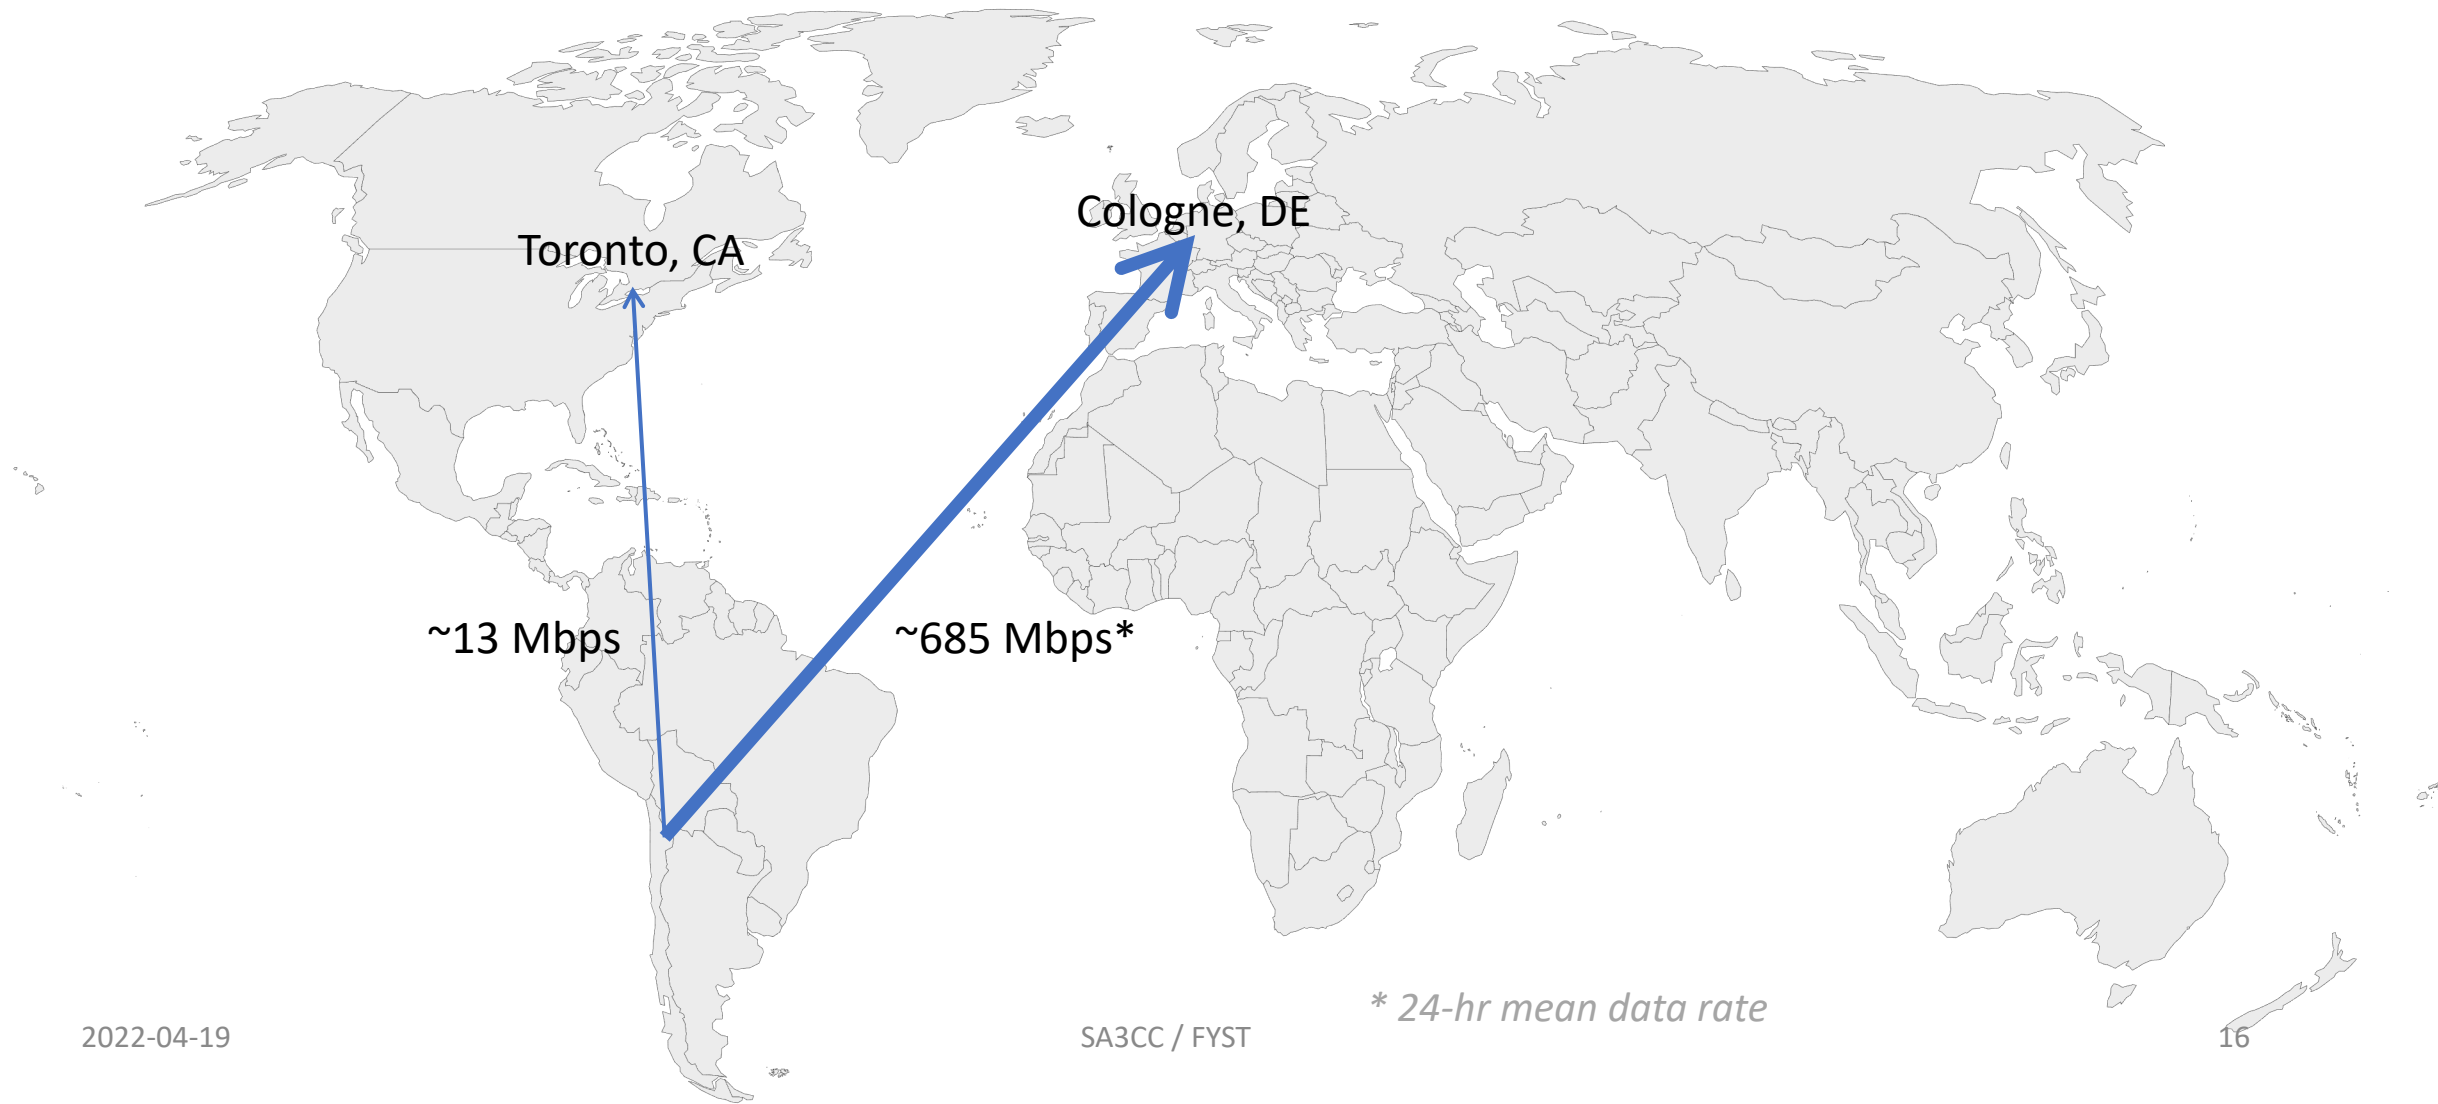 Cologne, DE
Toronto, CA
~13 Mbps
~685 Mbps*
* 24-hr mean data rate
2022-04-19
SA3CC / FYST
16